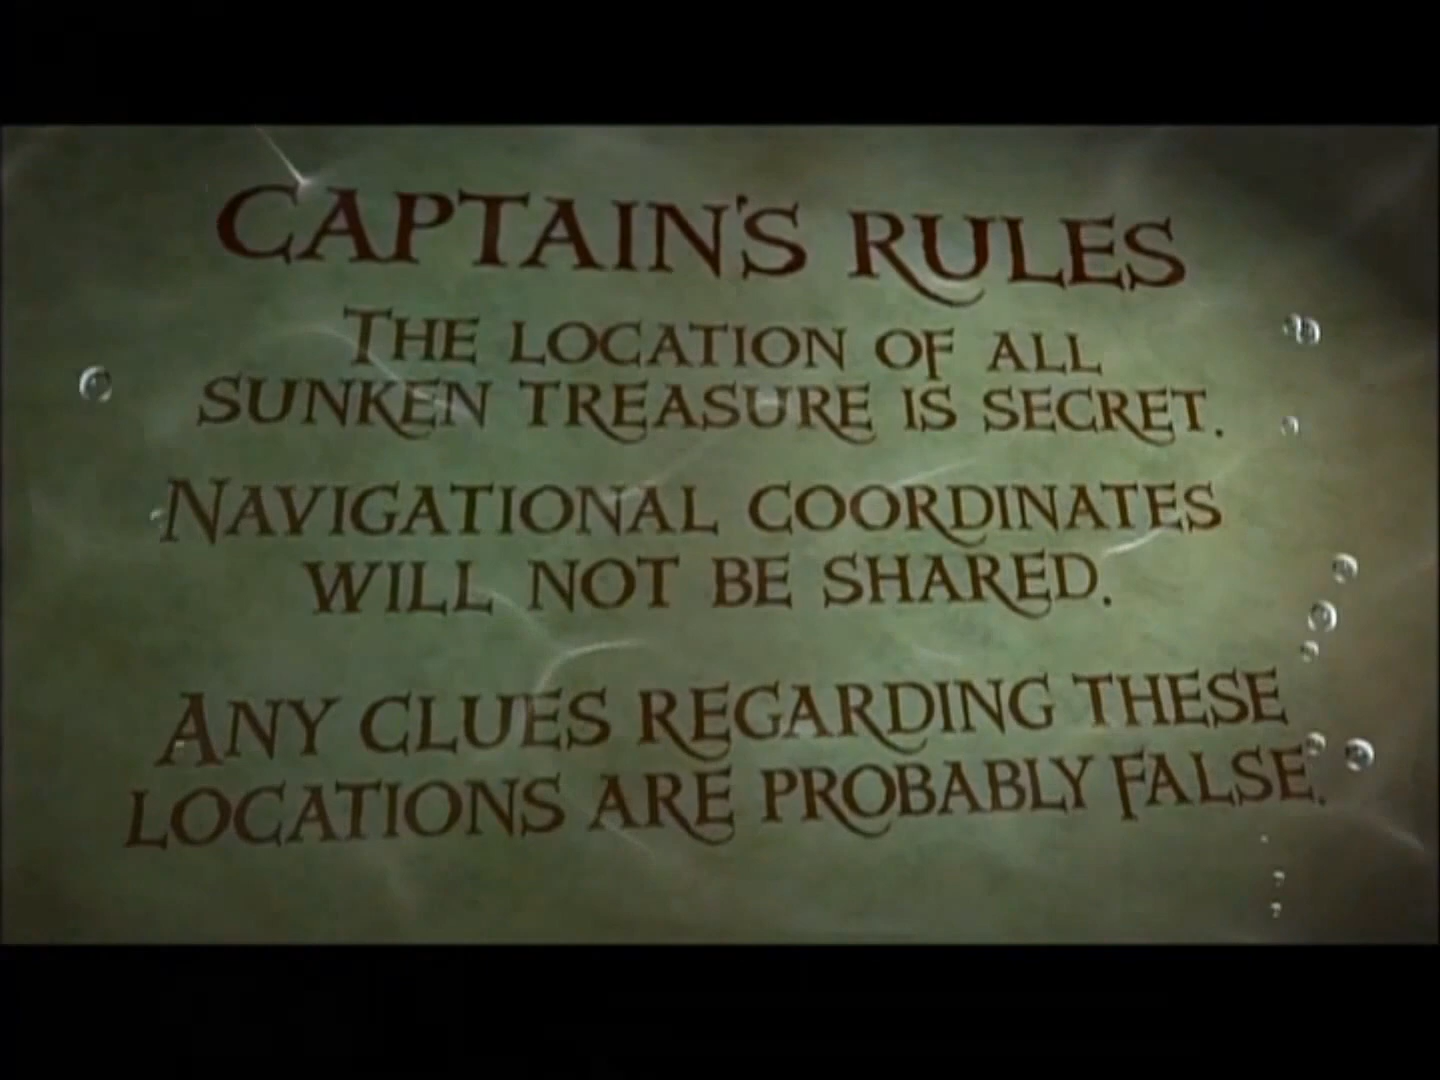 CAPTAIN'S RULES
THE LOCATION OF ALL
SUNKEN TREASURE IS SECRET.
NAVIGATIONAL COORDINATES
WILL NOT BE SHARED.
ANY CLUES REGARDING THESE
LOCATIONS ARE PROBABLY FALSE.